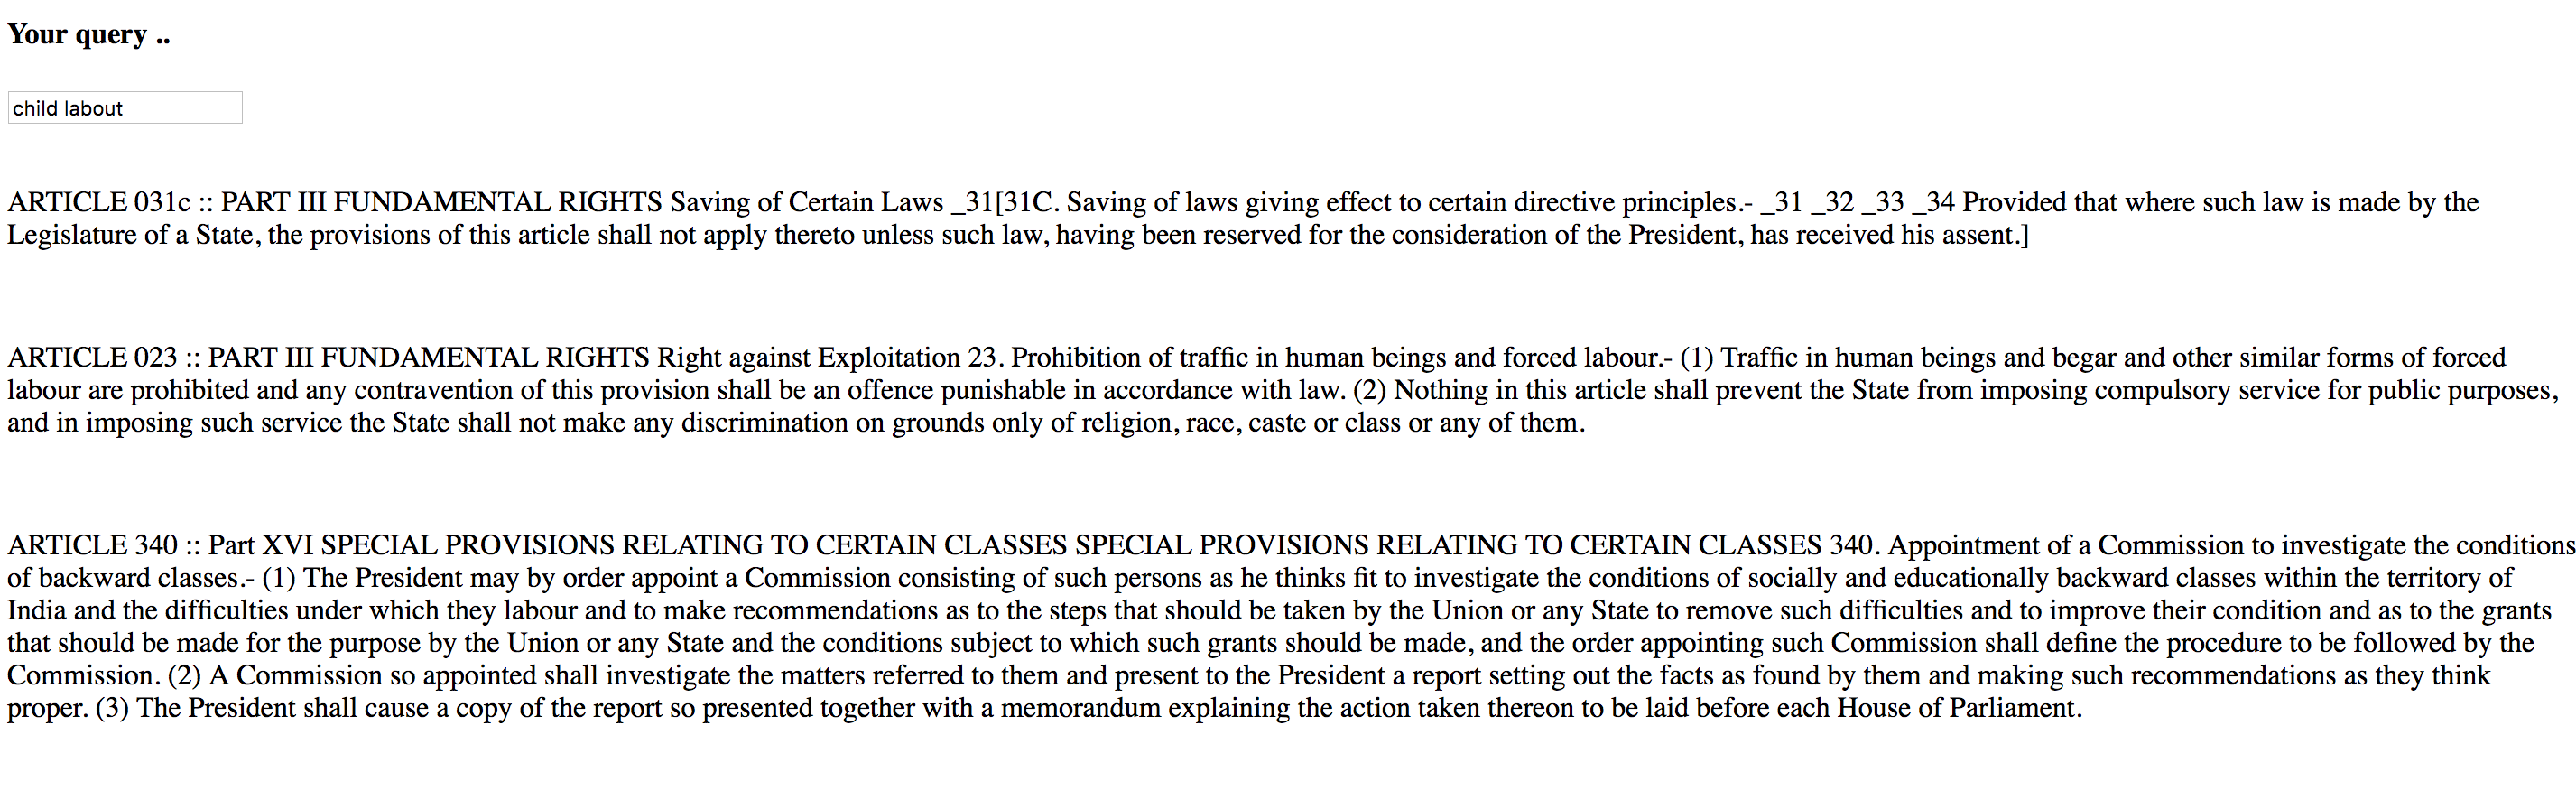 Your query ..
child labout
ARTICLE 031c :: PART III FUNDAMENTAL RIGHTS Saving of Certain Laws _31[31C. Saving of laws giving effect to certain directive principles.- _31 _32 _33 _34 Provided that where such law is made by the
Legislature of a State, the provisions of this article shall not apply thereto unless such law, having been reserved for the consideration of the President, has received his assent.]
ARTICLE 023 :: PART III FUNDAMENTAL RIGHTS Right against Exploitation 23. Prohibition of traffic in human beings and forced labour.- (1) Traffic in human beings and begar and other similar forms of forced
labour are prohibited and any contravention of this provision shall be an offence punishable in accordance with law. (2) Nothing in this article shall prevent the State from imposing compulsory service for public purposes,
and in imposing such service the State shall not make any discrimination on grounds only of religion, race, caste or class or any of them.
ARTICLE 340 :: Part XVI SPECIAL PROVISIONS RELATING TO CERTAIN CLASSES SPECIAL PROVISIONS RELATING TO CERTAIN CLASSES 340. Appointment of a Commission to investigate the conditions
of backward classes.- (1) The President may by order appoint a Commission consisting of such persons as he thinks fit to investigate the conditions of socially and educationally backward classes within the territory of
India and the difficulties under which they labour and to make recommendations as to the steps that should be taken by the Union or any State to remove such difficulties and to improve their condition and as to the grants
that should be made for the purpose by the Union or any State and the conditions subject to which such grants should be made, and the order appointing such Commission shall define the procedure to be followed by the
Commission. (2) A Commission so appointed shall investigate the matters referred to them and present to the President a report setting out the facts as found by them and making such recommendations as they think
proper. (3) The President shall cause a copy of the report so presented together with a memorandum explaining the action taken thereon to be laid before each House of Parliament.